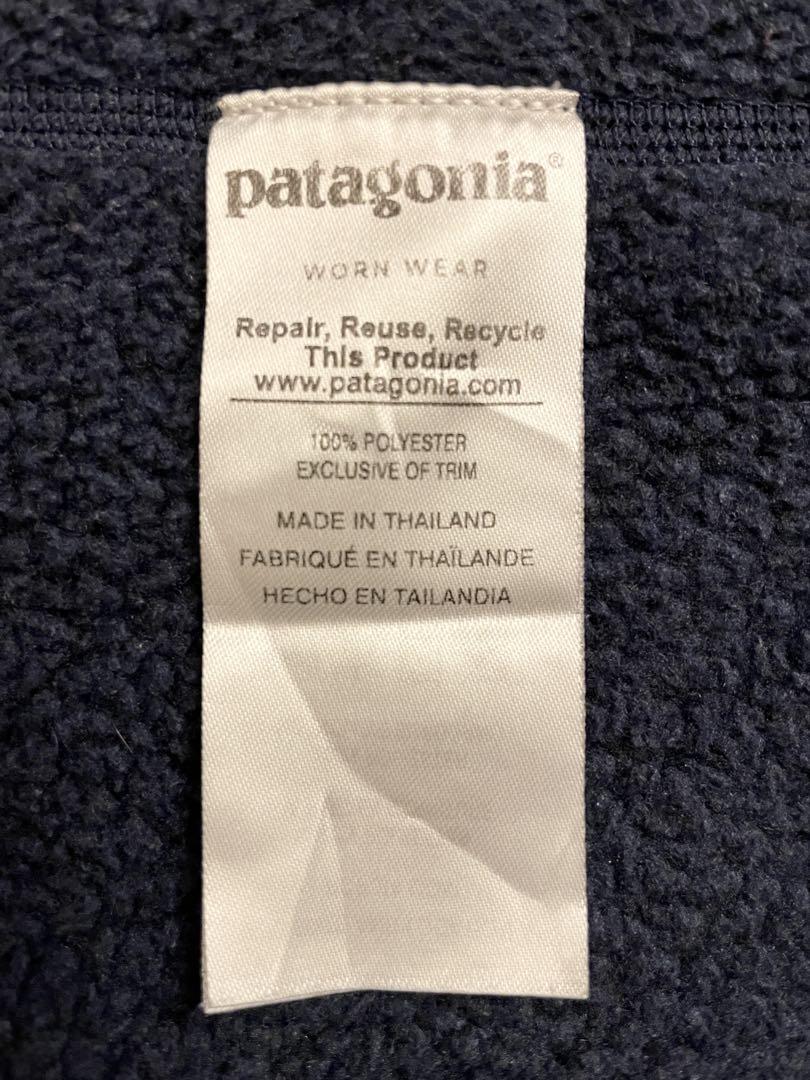 patagonia®
WORN WEAR
Repair, Reuse, Recycle
This Product
www.patagonia.com
100% POLYESTER
EXCLUSIVE OF TRIM
MADE IN THAILAND
FABRIQUÉ EN THAÏLANDE
HECHO EN TAILANDIA